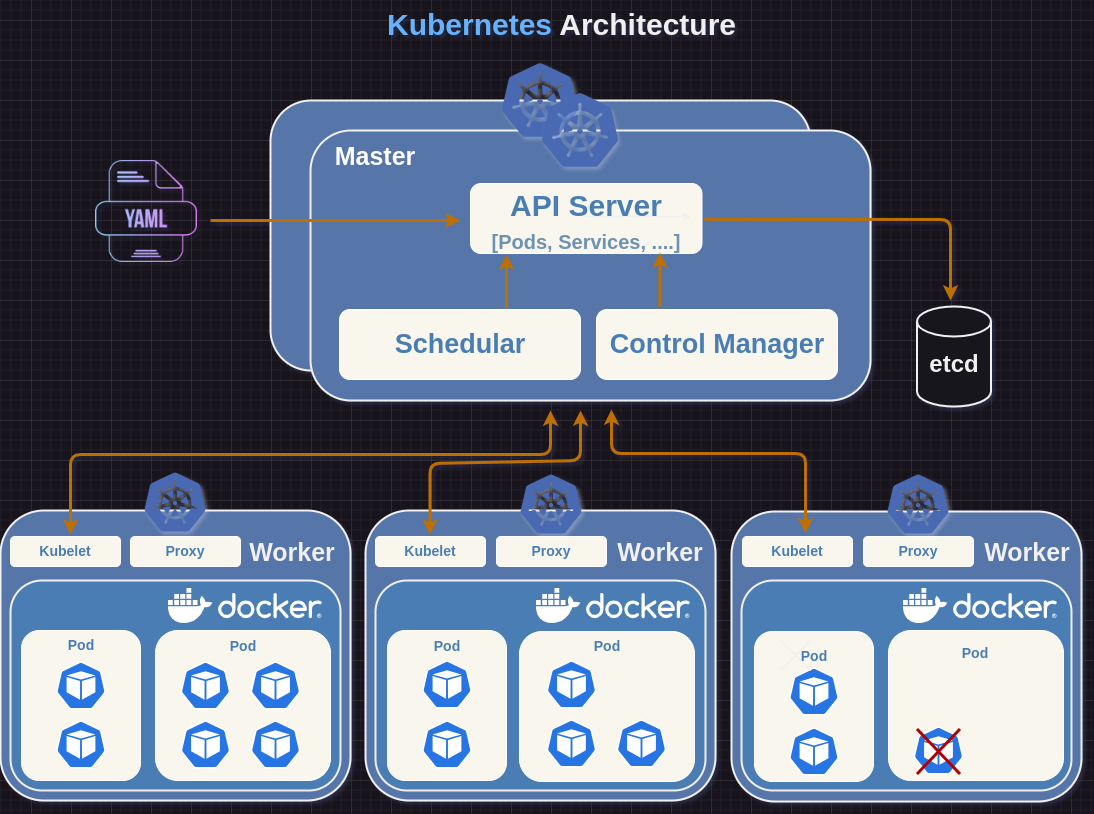 Kubernetes Architecture
Master
YAML
API Server
[Pods, Services, ....]
Schedular
Control Manager
etcd
Kubelet
Proxy
Worker
docker
Pod
Pod
Kubelet
Proxy
Worker
docker
Pod
Pod
Kubelet
Proxy
Worker
docker
Pod
Pod